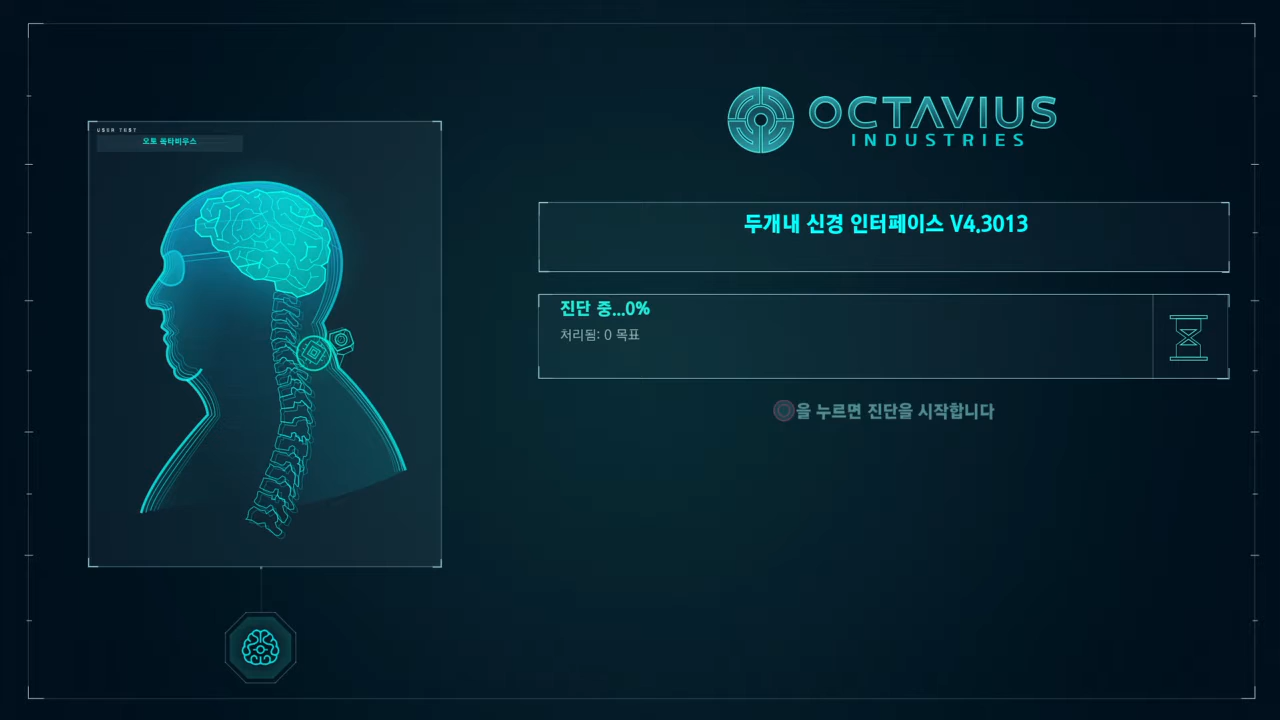 USER TEST
오토 옥타비우스
OCTAVIUS
INDUSTRIES
두개내 신경 인터페이스 V4.3013
진단 중...0%
처리됨: 0 목표
을 누르면 진단을 시작합니다